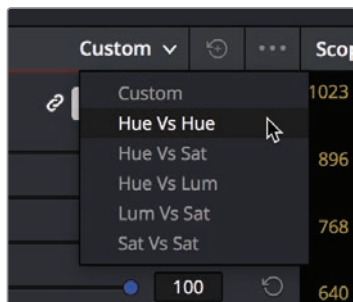 Custom
Scop
1023
Custom
Hue Vs Hue
Hue Vs Sat
896
Hue Vs Lum
Lum Vs Sat
768
Sat Vs Sat
100
640